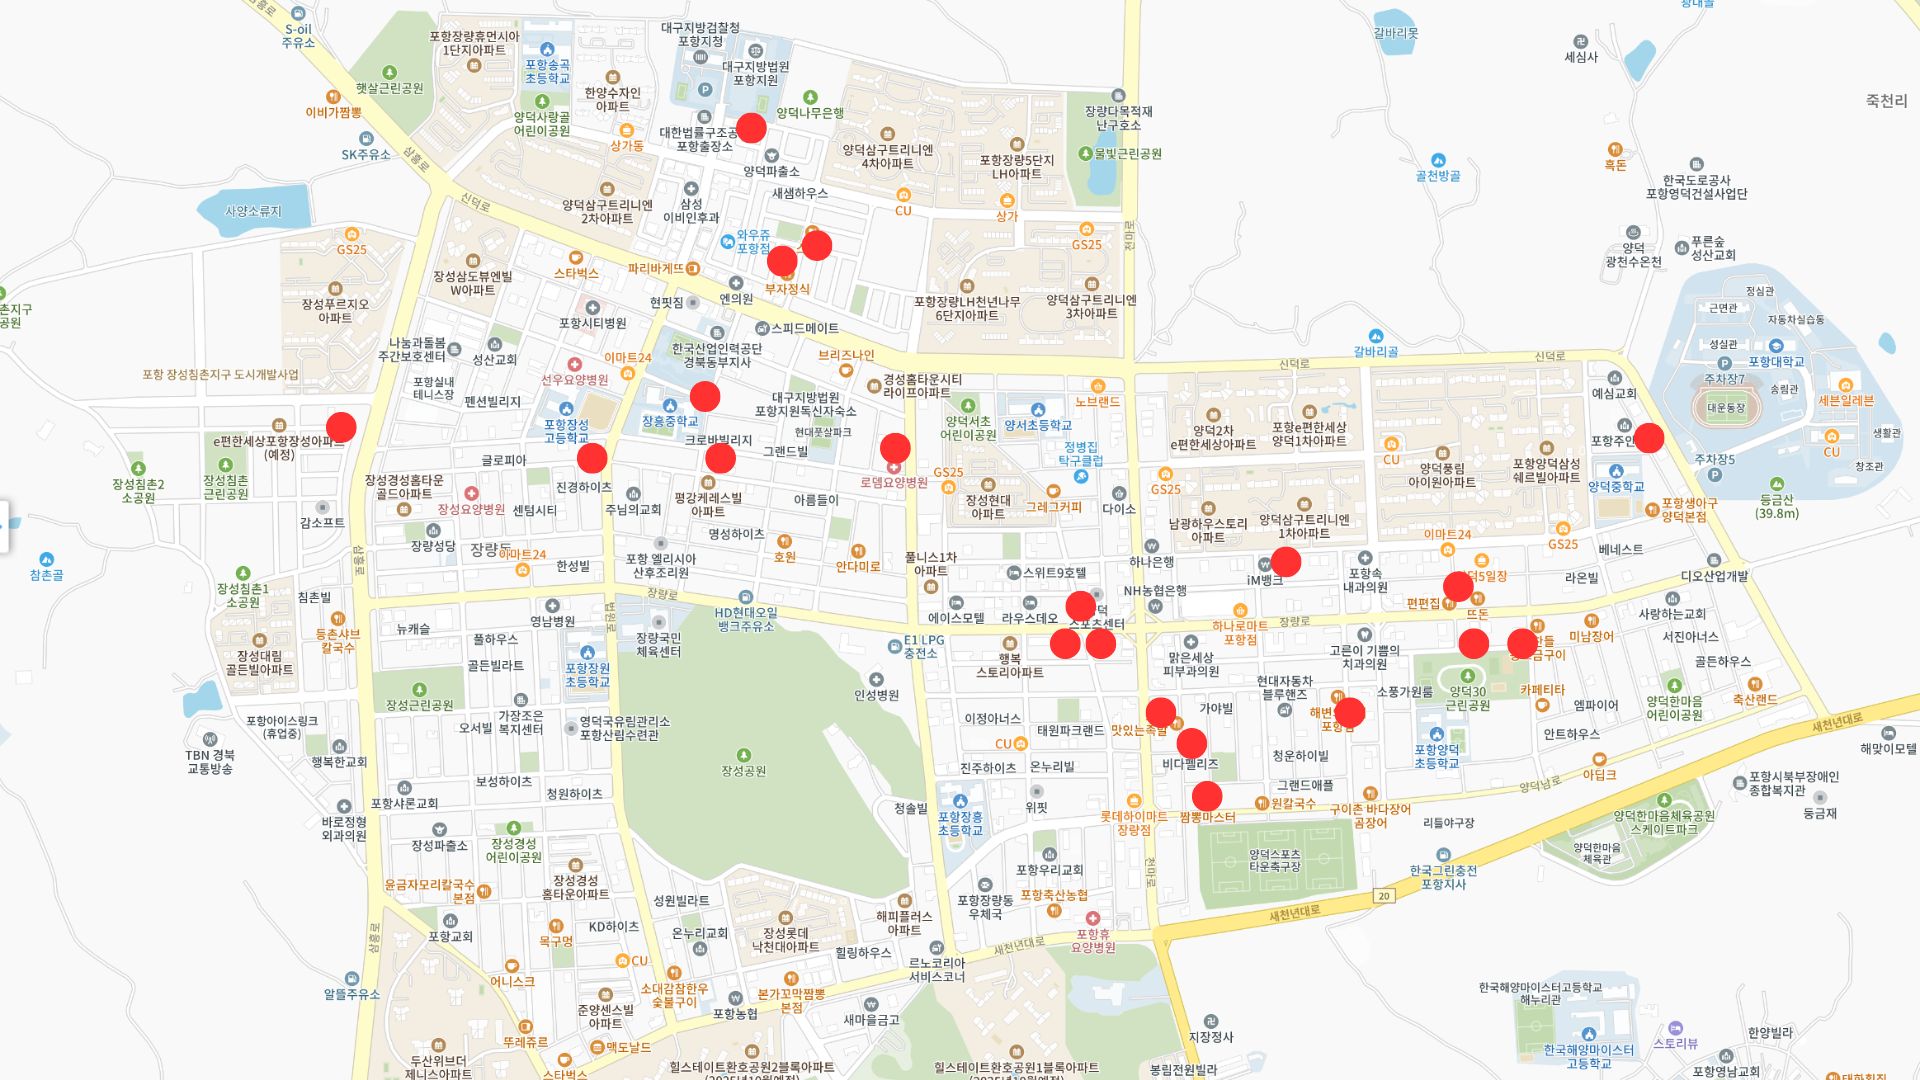 S-oil
주유소
삼흥로
포항장량휴먼시아
1단지아파트
포항송곡
초등학교
대구지방검찰청
포항지청
대구지방법원
포항지원
한양수자인
아파트
햇살근린공원
이비가짬뽕
SK주유소
삼흥로
양덕사랑골
어린이공원
상가동
P
양덕나무은행
대한법률구조공
포항출장소
양덕파출소
새샘하우스
삼성
이비인후과
양덕삼구트리니엔
4차아파트
포항장량5단지
LH아파트
장량다목적재
난구호소
물빛근린공원
갈바리못
세심사
죽천리
흑돈
골천방골
한국도로공사
포항영덕건설사업단
사양소류지
신덕로
양덕삼구트리니엔
2차아파트
CU
상가
GS25
천마로
GS25
와우쥬
포항점
부자정식
스타벅스
파리바게뜨
엔의원
현핏짐
장성삼도뷰엔빌
W아파트
장성푸르지오
아파트
포항시티병원
스피드메이트
포항장량LH천년나무
6단지아파트
양덕삼구트리니엔
3차아파트
양덕
광천수온천
푸른숲
성산교회
정심관
근면관
자동차실습동
성실관
포항대학교
P
주차장7
송림관
대운동장
세븐일레븐
생활관
CU
창조관
주차장5
P
등금산
(39.8m)
촌지구
공원
나눔과돌봄
주간보호센터
성산교회
포항 장성침촌지구 도시개발사업
포항실내
테니스장
펜션빌리지
선우요양병원
이마트24
한국산업인력공단
경북동부지사
브리즈나인
경성홈타운시티
라이프아파트
대구지방법원
포항지원독신자숙소
노브랜드
갈바리골
신덕로
신덕로
예심교회
포항주안
e편한세상포항장성아파트
(예정)
포항장성
고등학교
장흥중학교
크로바빌리지
현대풋살파크
그랜드빌
양덕서초
어린이공원
양서초등학교
정병집
탁구클럽
양덕2차
e편한세상아파트
포항e편한세상
양덕1차아파트
CU
양덕풍림
아이원아파트
포항양덕삼성
쉐르빌아파트
양덕중학교
포항생아구
양덕본점
장성침촌2
소공원
장성침촌
근린공원
글로피아
장성경성홈타운
골드아파트
진경하이츠
장성요양병원
센텀시티
주님의교회
평강케레스빌
아파트
아름들이
로뎀요양병원
GS25
장성현대
아파트
그레그커피
다이소
GS25
남광하우스토리
아파트
양덕삼구트리니엔
1차아파트
이마트24
GS25
감소프트
장량성당
이마트24
한성빌
삼흥로
명성하이츠
호원
안다미로
포항 엘리시아
산후조리원
풀니스1차
아파트
스위트9호텔
하나은행
NH농협은행
iM뱅크
포항속
내과의원
베네스트
라온빌
디오산업개발
참촌골
장성침촌1
소공원
침촌빌
등촌샤브
칼국수
장성대림
골든빌아파트
뉴캐슬
영남병원
법원로
장량로
HD현대오일
뱅크주유소
장량국민
체육센터
E1 LPG
충전소
에이스모텔
라우스데오
스포츠센터
행복
스토리아파트
맑은세상
피부과의원
하나로마트
포항점
장량로
고른이 기쁨의
치과의원
편편집
뜨돈
미남장어
사랑하는교회
서진아너스
골든하우스
풀하우스
골든빌라트
포항장원
초등학교
장성근린공원
오서빌
가장조은
복지센터
영덕국유림관리소
포항산림수련관
인성병원
이정아너스
태원파크랜드
CU
맛있는족발
가야빌
현대자동차
블루핸즈
소풍가원룸
양덕30
근린공원
카페티타
엠파이어
양덕한마음
어린이공원
축산랜드
포항아이스링크
(휴업중)
TBN 경북
교통방송
행복한교회
보성하이츠
청원하이츠
장성공원
진주하이츠
온누리빌
비다펠리즈
청운하이빌
포항양덕
초등학교
안트하우스
아딤크
새천년대로
해맞이모텔
포항샤론교회
바로정형
외과의원
장성파출소
장성경성
어린이공원
청솔빌
포항장흥
초등학교
위핏
롯데하이마트
장량점
짬뽕마스터
그랜드애플
원칼국수
구이촌 바다장어
곰장어
양덕남로
리틀야구장
양덕한마음체육공원
스케이트파크
포항시북부장애인
종합복지관
등금재
양덕한마음
체육관
윤금자모리칼국수
본점
장성경성
홈타운아파트
성원빌라트
포항우리교회
천마로
양덕스포츠
타운축구장
한국그린충전
포항지사
20
포항교회
목구멍
KD하이츠
온누리교회
장성롯데
낙천대아파트
해피플러스
아파트
포항장량동
우체국
포항축산농협
포항휴
요양병원
새천년대로
새천년대로
삼흥로
알뜰주유소
어니스크
CU
소대감참한우
숯불구이
힐링하우스
본가꼬막짬뽕
본점
르노코리아
서비스코너
준양센스빌
아파트
포항농협
새마을금고
뚜레쥬르
맥도날드
두산위브더
제니스아파트
스타벅스
힐스테이트환호공원2블록아파트
힐스테이트환호공원1블록아파트
지장정사
봉림전원빌라
한국해양마이스터고등학교
해누리관
한국해양마이스터
고등학교
스토리뷰
한양빌라
포항영남교회